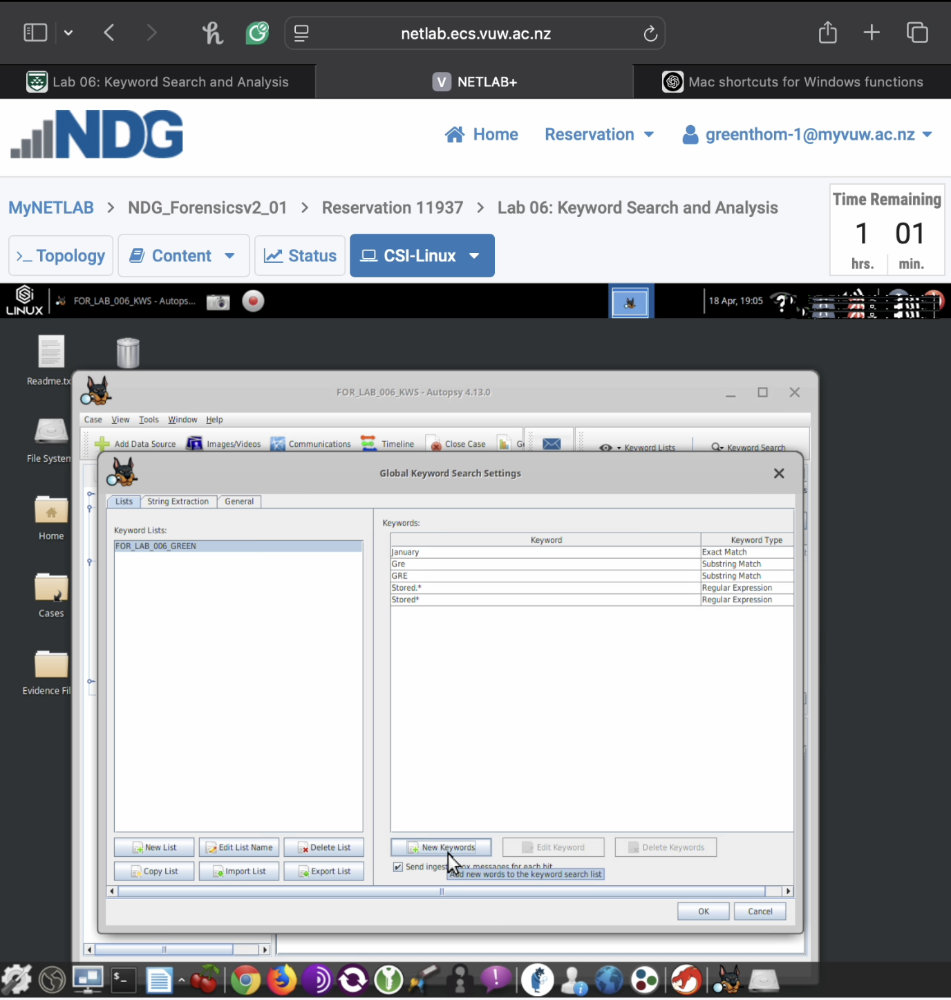 netlab.ecs.vuw.ac.nz
Lab 06: Keyword Search and Analysis
V NETLAB+
Mac shortcuts for Windows functions
NDG
Home Reservation greenthom-1@myvuw.ac.nz
MyNETLAB > NDG_Forensicsv2_01 > Reservation 11937 > Lab 06: Keyword Search and Analysis
Time Remaining
1 01
hrs. min.
>_ Topology Content Status CSI-Linux
LINUX FOR_LAB_006_KWS - Autops... 18 Apr, 19:05
Readme.tx
File System
Home
Cases
Evidence Fil
FOR_LAB_006_KWS - Autopsy 4.13.0
Case View Tools Window Help
Add Data Source Images/Videos Communications Timeline Close Case Keyword Lists Keyword Search
Global Keyword Search Settings
Lists String Extraction General
Keyword Lists:
FOR_LAB_006_GREEN
Keywords:
Keyword Keyword Type
January Exact Match
Gre Substring Match
GRE Substring Match
Stored.* Regular Expression
Stored* Regular Expression
New List Edit List Name Delete List
Copy List Import List Export List
New Keywords Edit Keyword Delete Keywords
Send ingest messages for each hit
new words to the keyword search list
OK Cancel
$_